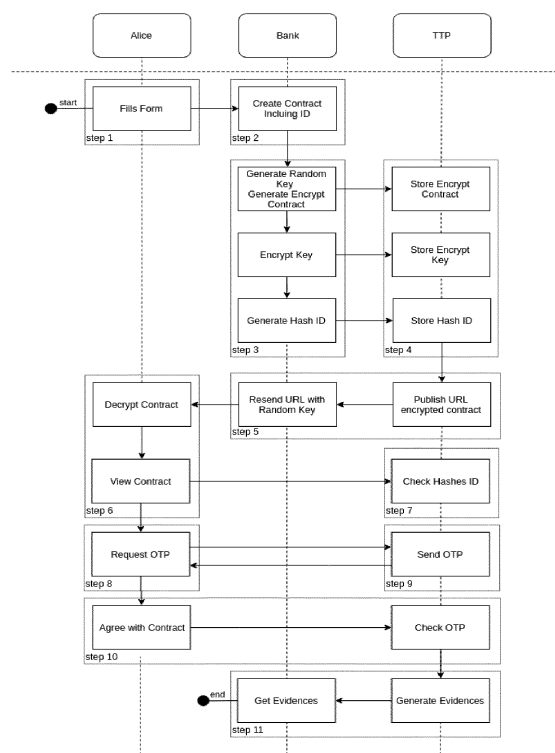 Alice
Bank
TTP
start
Fills Form
Create Contract
Incluing ID
step 1
step 2
Generate Random
Key
Generate Encrypt
Contract
Store Encrypt
Contract
Encrypt Key
Store Encrypt
Key
Generate Hash ID
Store Hash ID
step 3
step 4
Decrypt Contract
Resend URL with
Random Key
Publish URL
encrypted contract
step 5
View Contract
Check Hashes ID
step 6
step 7
Request OTP
Send OTP
step 8
step 9
Agree with Contract
Check OTP
step 10
end
Get Evidences
Generate Evidences
step 11